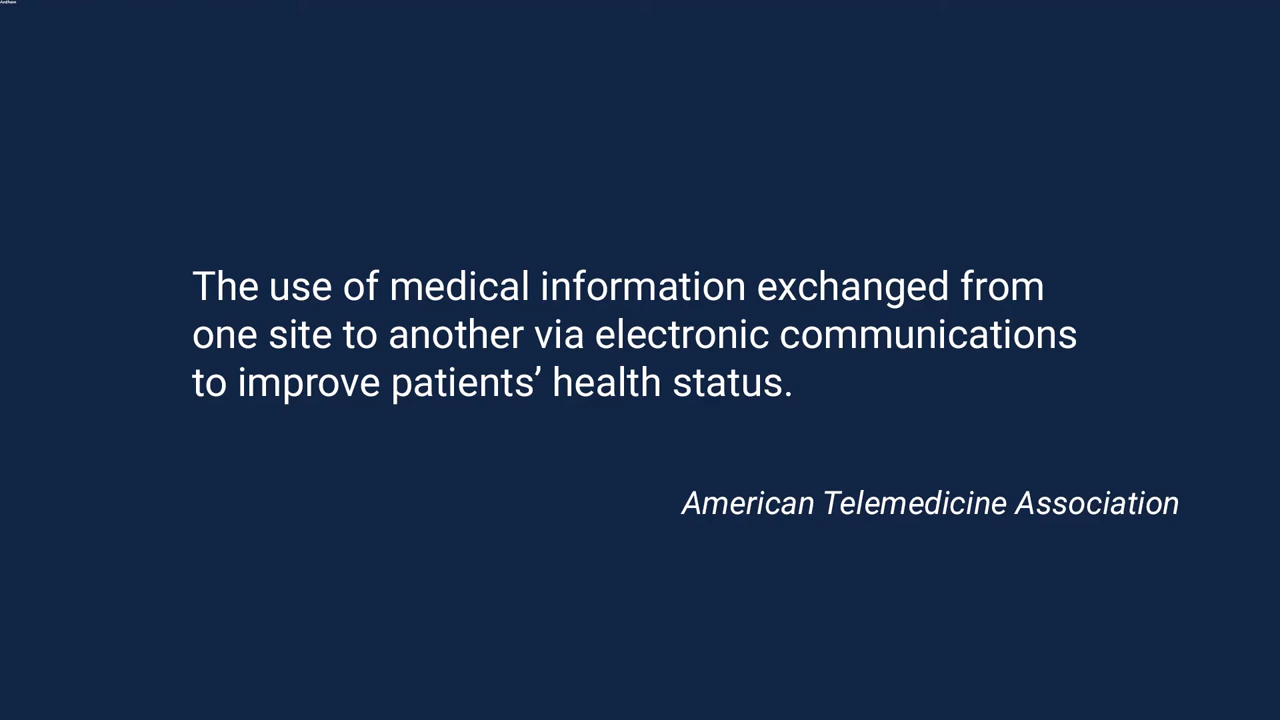 The use of medical information exchanged from
one site to another via electronic communications
to improve patients’ health status.
American Telemedicine Association